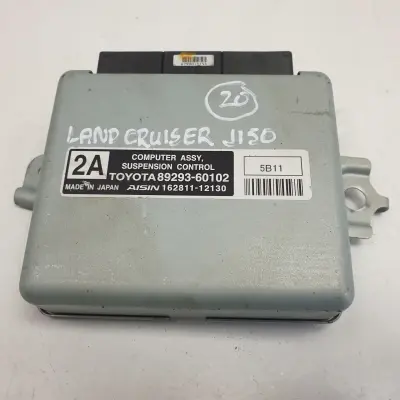 20
LAND CRUISER J150
2A
COMPUTER ASSY,
SUSPENSION CONTROL
TOYOTA 89293-60102
MADE IN JAPAN AISIN 162811-12130
5B11